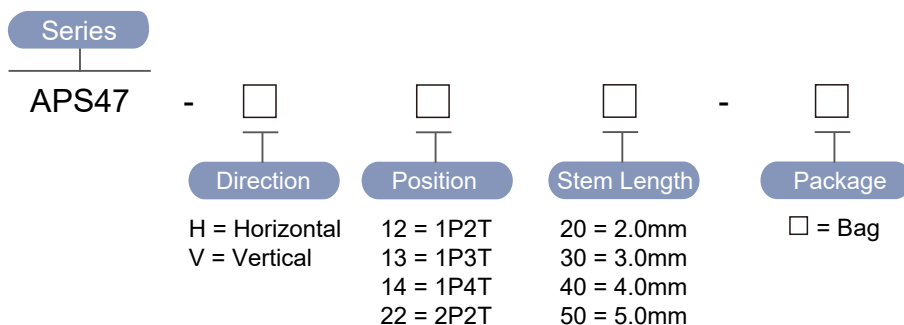 Series
APS47 - □ □ □ - □
Direction Position Stem Length Package
H = Horizontal 12 = 1P2T 20 = 2.0mm □ = Bag
V = Vertical 13 = 1P3T 30 = 3.0mm
14 = 1P4T 40 = 4.0mm
22 = 2P2T 50 = 5.0mm